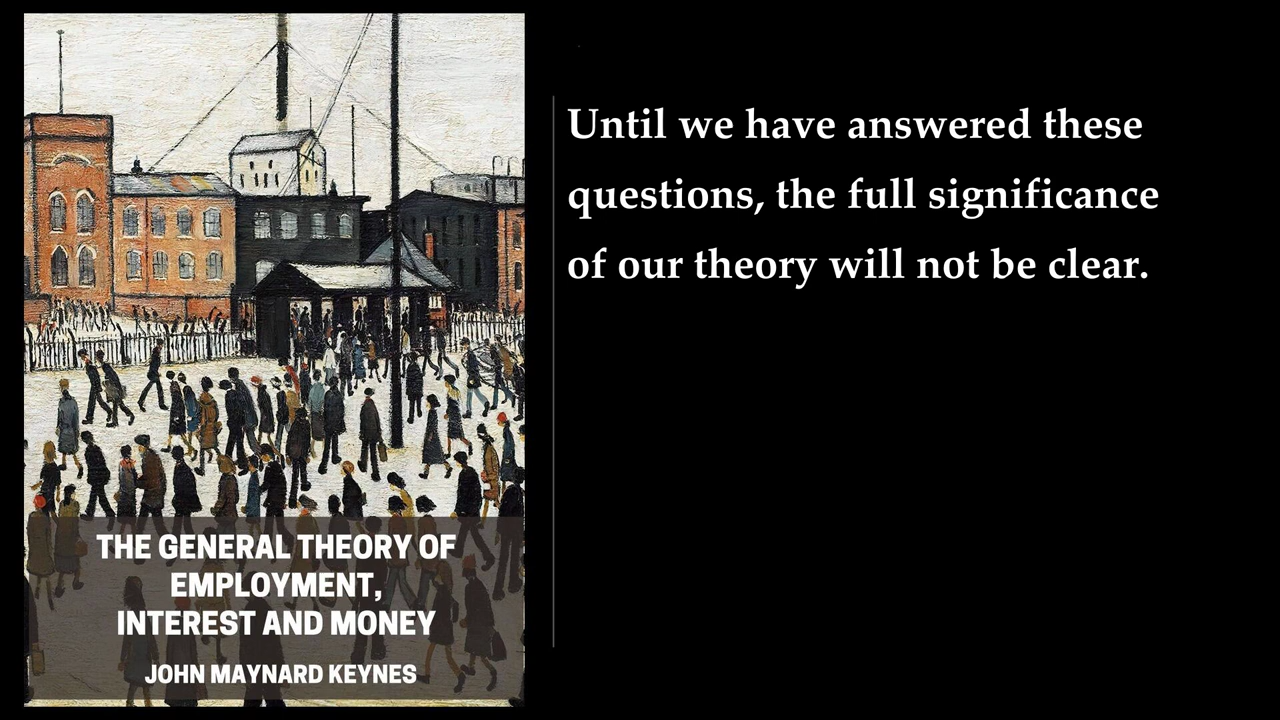 Until we have answered these
questions, the full significance
of our theory will not be clear.
THE GENERAL THEORY OF
EMPLOYMENT,
INTEREST AND MONEY
JOHN MAYNARD KEYNES